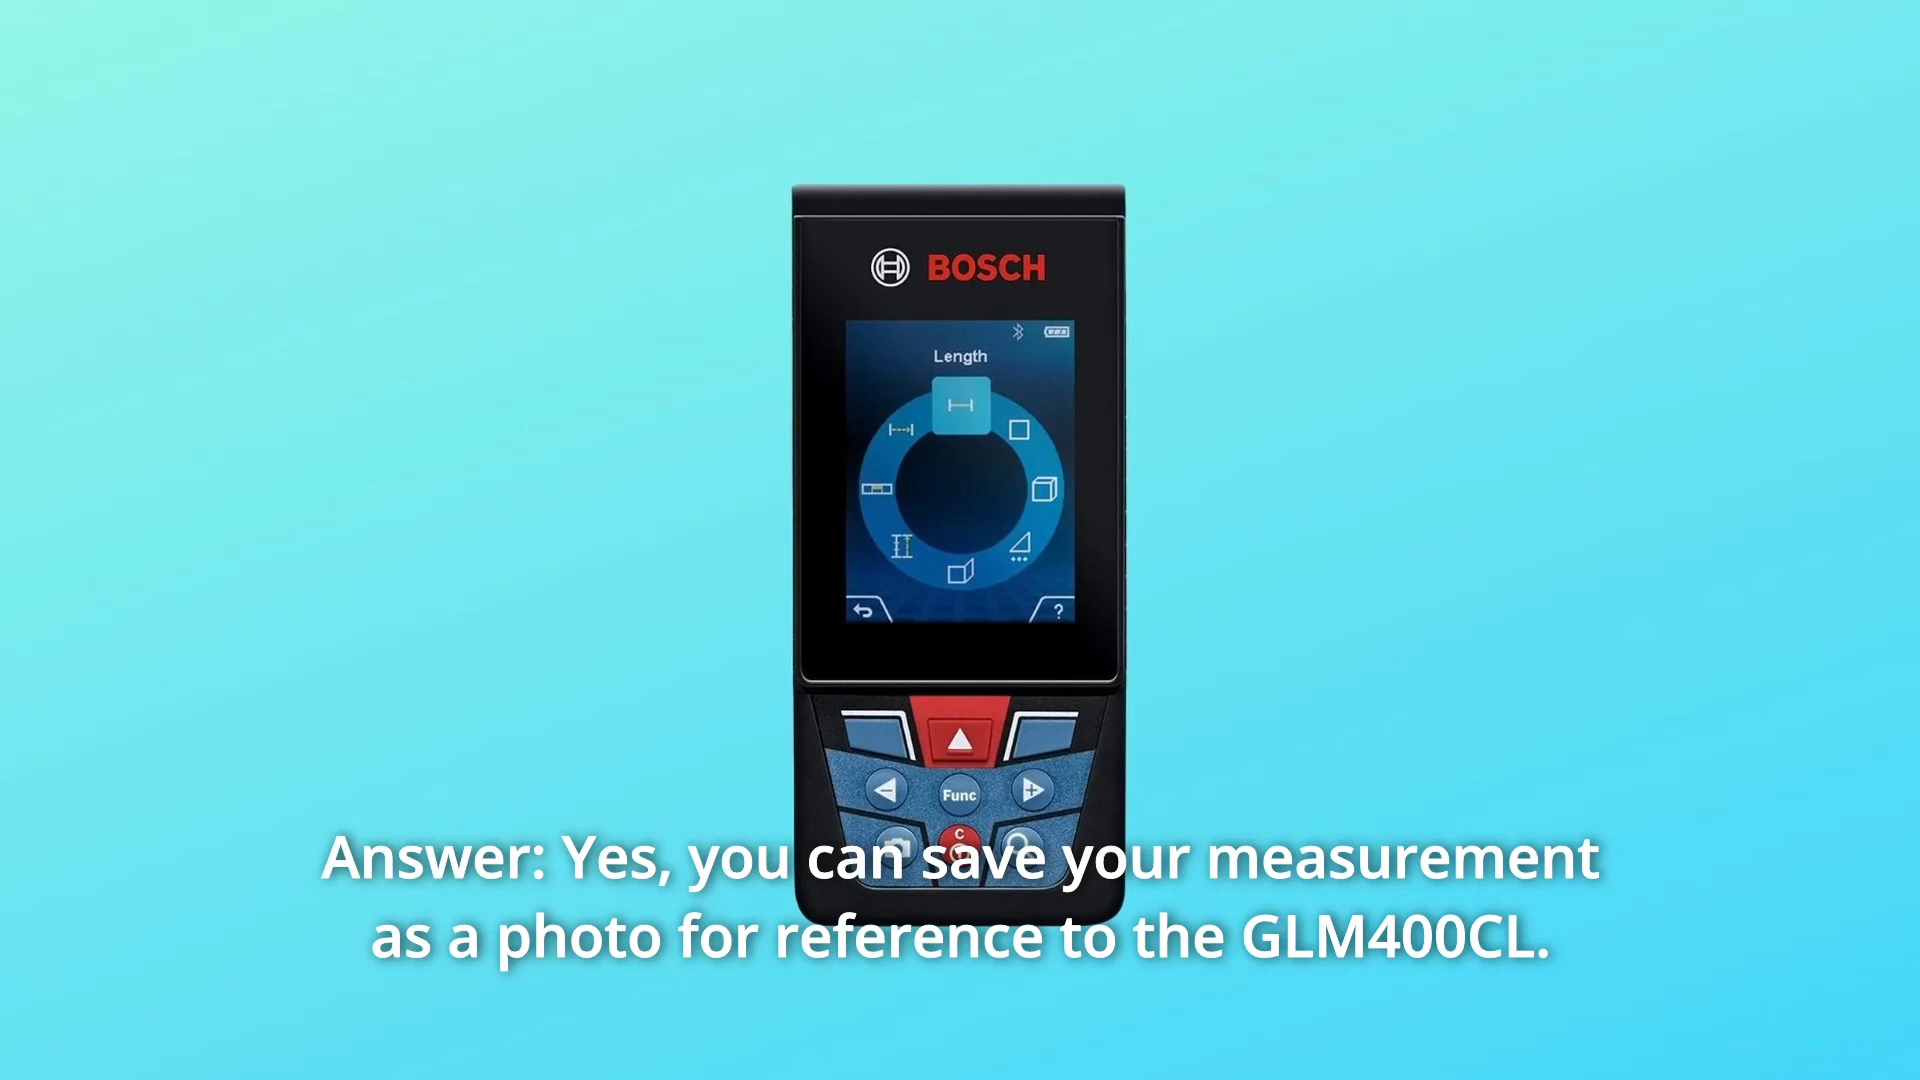 BOSCH
Length
?
Func
C
Answer: Yes, you can save your measurement
as a photo for reference to the GLM400CL.